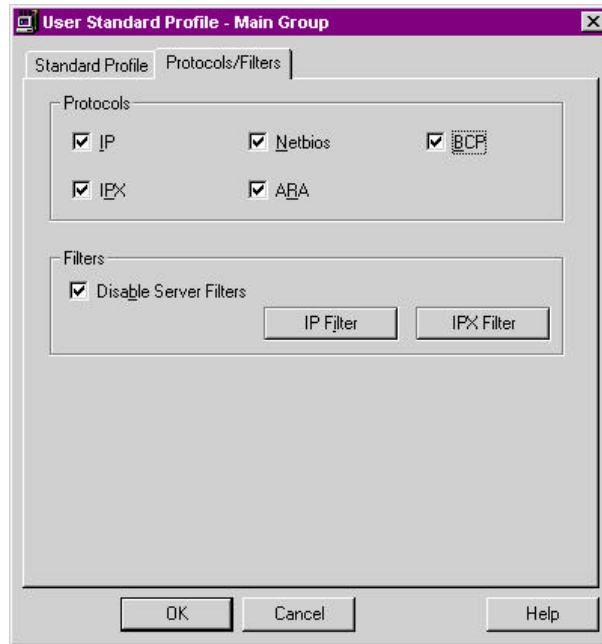 User Standard Profile - Main Group
Standard Profile Protocols/Filters
Protocols
IP Netbios BCP
IPX ARA
Filters
Disable Server Filters
IP Filter IPX Filter
OK Cancel Help